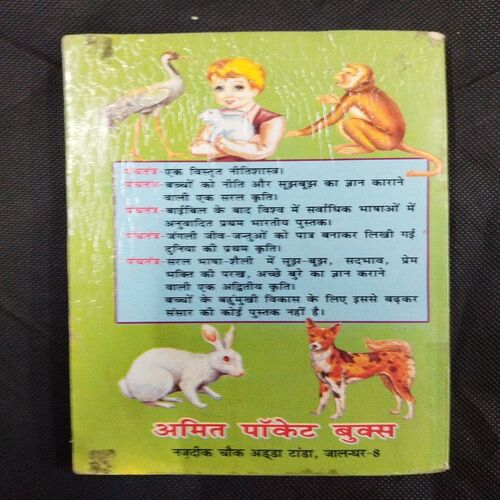 पंचतंत्र-एक विस्तृत नीतिशास्त्र।
पंचतंत्र-बच्चों को नीति और सूझबूझ का ज्ञान कराने
वाली एक सरल कृति।
पंचतंत्र-बाईबिल के बाद विश्व में सर्वाधिक भाषाओं में
अनुवादित प्रथम भारतीय पुस्तक।
पंचतंत्र-जंगली जीव-जन्तुओं को पात्र बनाकर लिखी गई
दुनिया की प्रथम कृति।
पंचतंत्र-सरल भाषा-शैली में सूझ-बुझ, सदभाव, प्रेम
भक्ति की परख, अच्छे बुरे का ज्ञान कराने
वाली एक अद्वितीय कृति।
बच्चों के बहुमुखी विकास के लिए इससे बढ़कर
संसार की कोई पुस्तक नहीं है।
अमित पॉकेट बुक्स
नज़दीक चौक अड्डा टांडा, जालन्धर-8